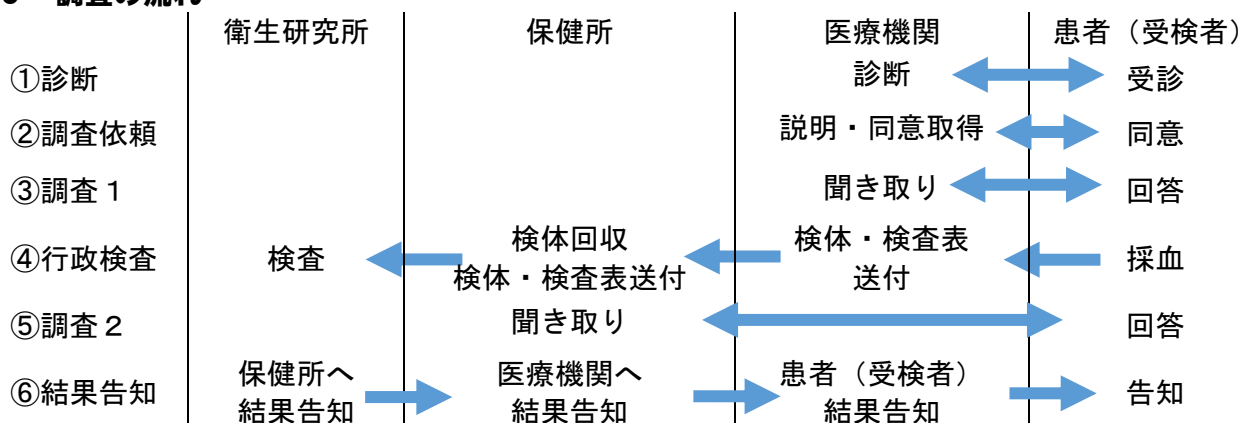 調査の流れ
衛生研究所 保健所 医療機関 患者（受検者）
①診断 診断 受診
②調査依頼 説明・同意取得 同意
③調査１ 聞き取り 回答
④行政検査 検査 検体回収 検体・検査表 採血
検体・検査表送付 送付
⑤調査２ 聞き取り 回答
⑥結果告知 保健所へ 医療機関へ 患者（受検者） 告知
結果告知 結果告知 結果告知